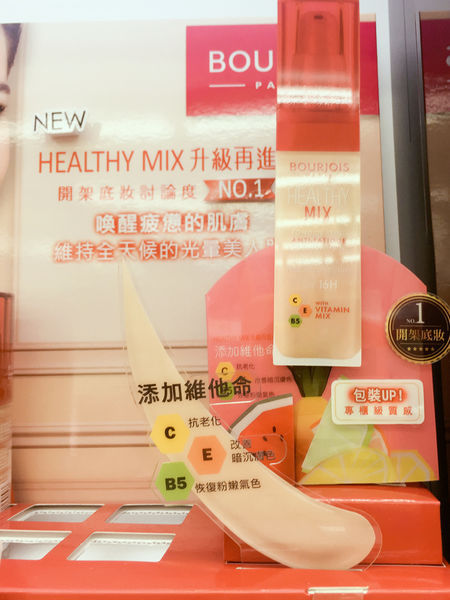 BOU
PA
NEW
HEALTHY MIX 升級再進
開架底妝討論度 NO.1
喚醒疲憊的肌膚
維持全天候的光暈美人
BOURJOIS
HEALTHY
MIX
16H
C
E
B5
WITH
VITAMIN
MIX
NO.1
開架底妝
添加維他命
C
抗老化
包裝UP!
專櫃級質感
添加維他命
C 抗老化
E 改善
暗沉膚色
B5 恢復粉嫩氣色